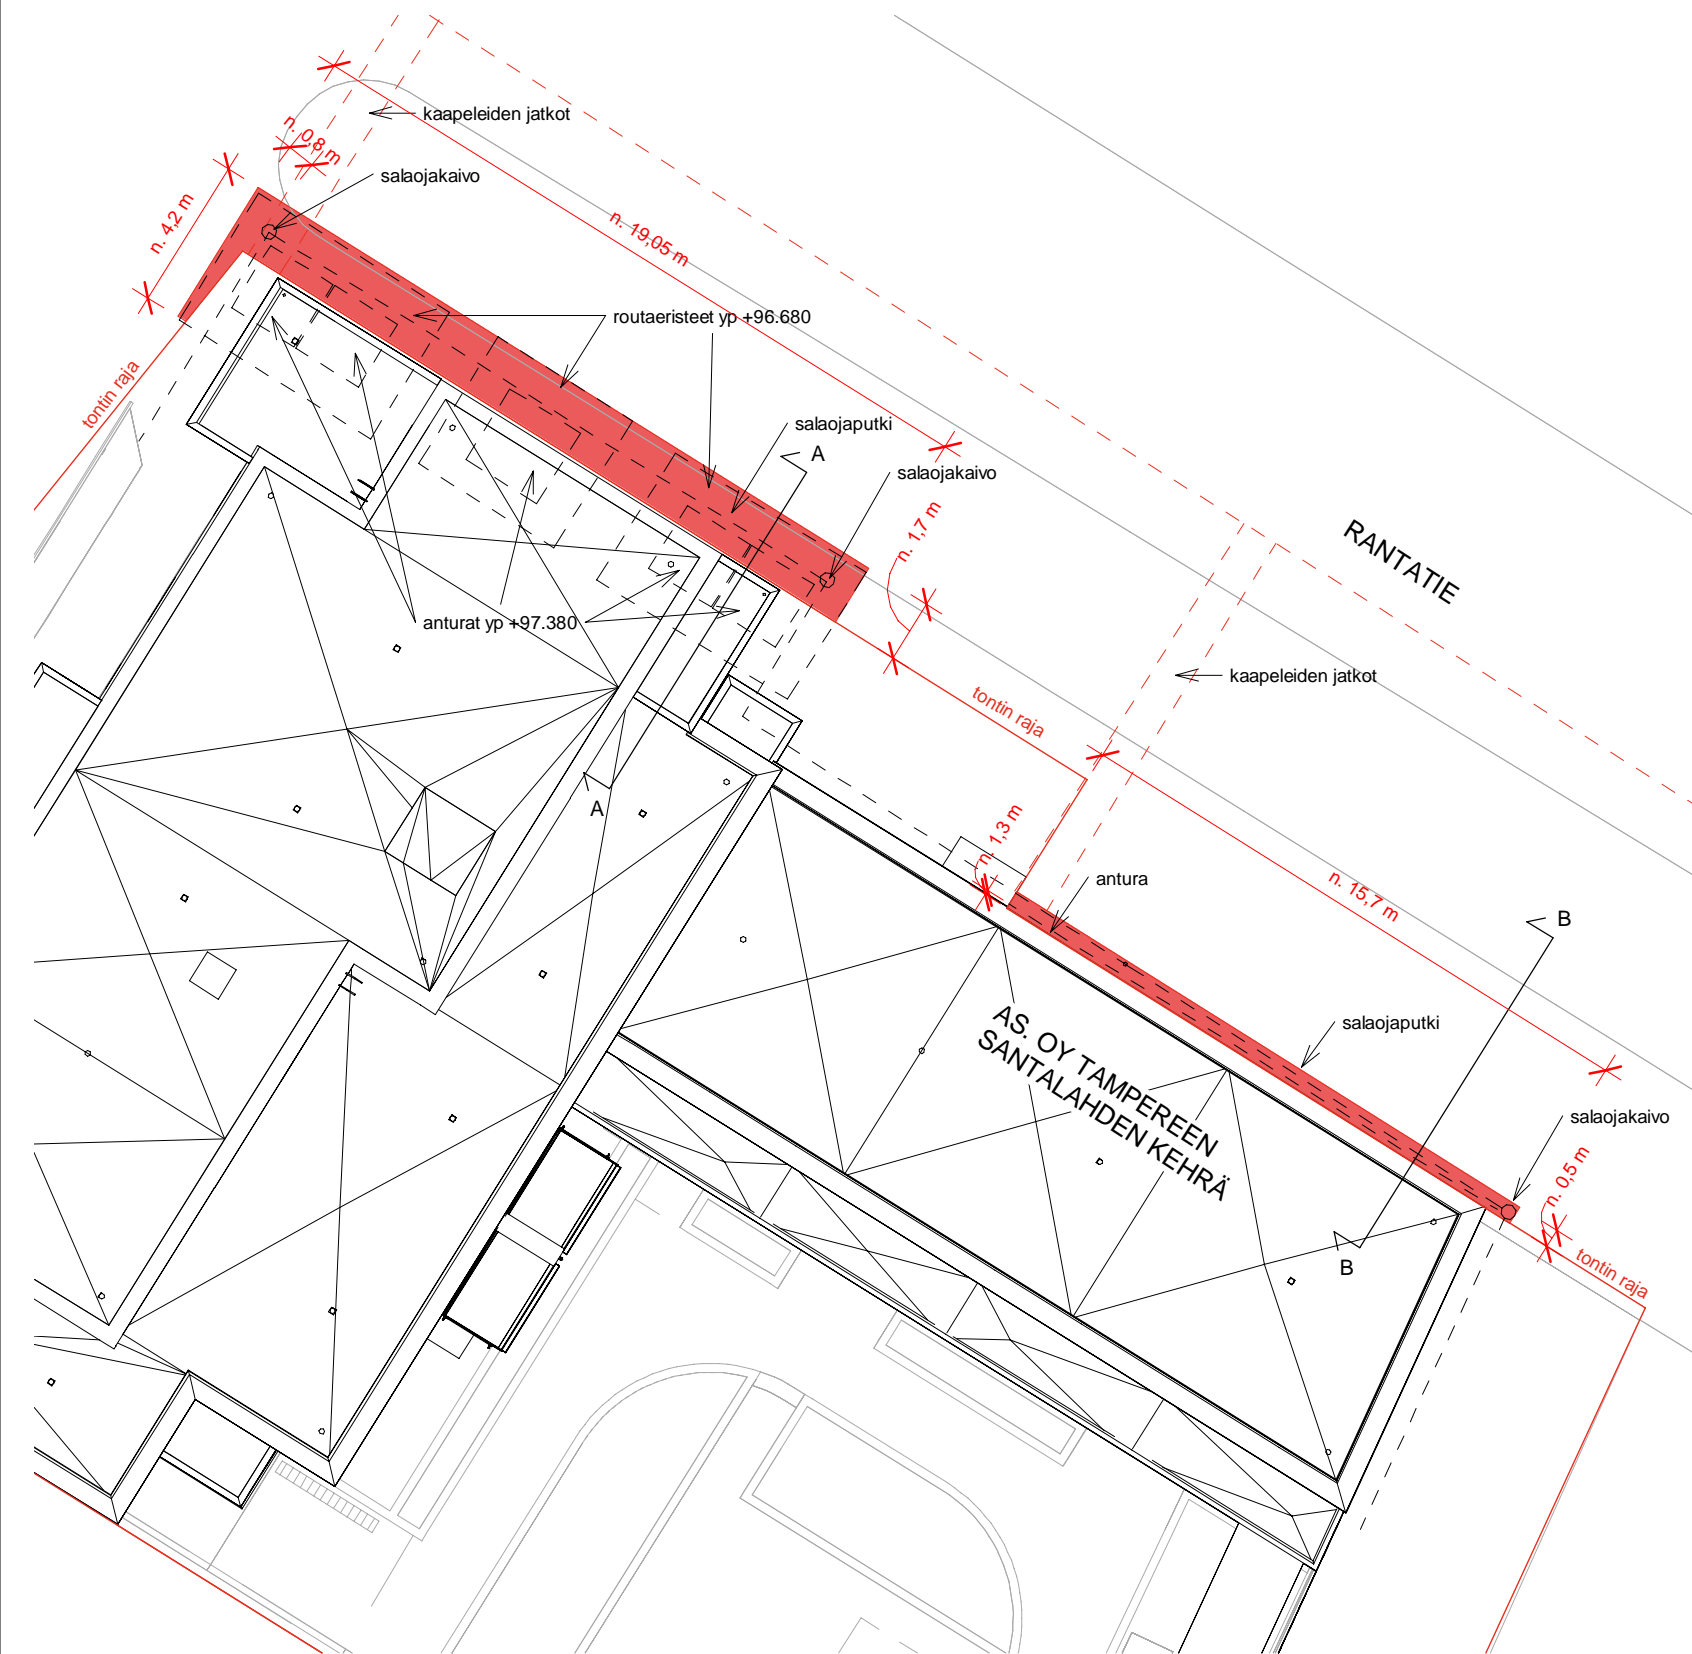 kaapeleiden jatkot
n. 0,8 m
salaojakaivo
n. 4,2 m
n. 19,05 m
routaeristeet yp +96.680
tontin raja
salaojaputki
A
salaojakaivo
n. 1,7 m
RANTATIE
anturat yp +97.380
kaapeleiden jatkot
tontin raja
A
n. 1,3 m
antura
n. 15,7 m
B
AS. OY TAMPEREEN
SANTALAHDEN KEHRÄ
salaojaputki
salaojakaivo
n. 0,5 m
B
tontin raja